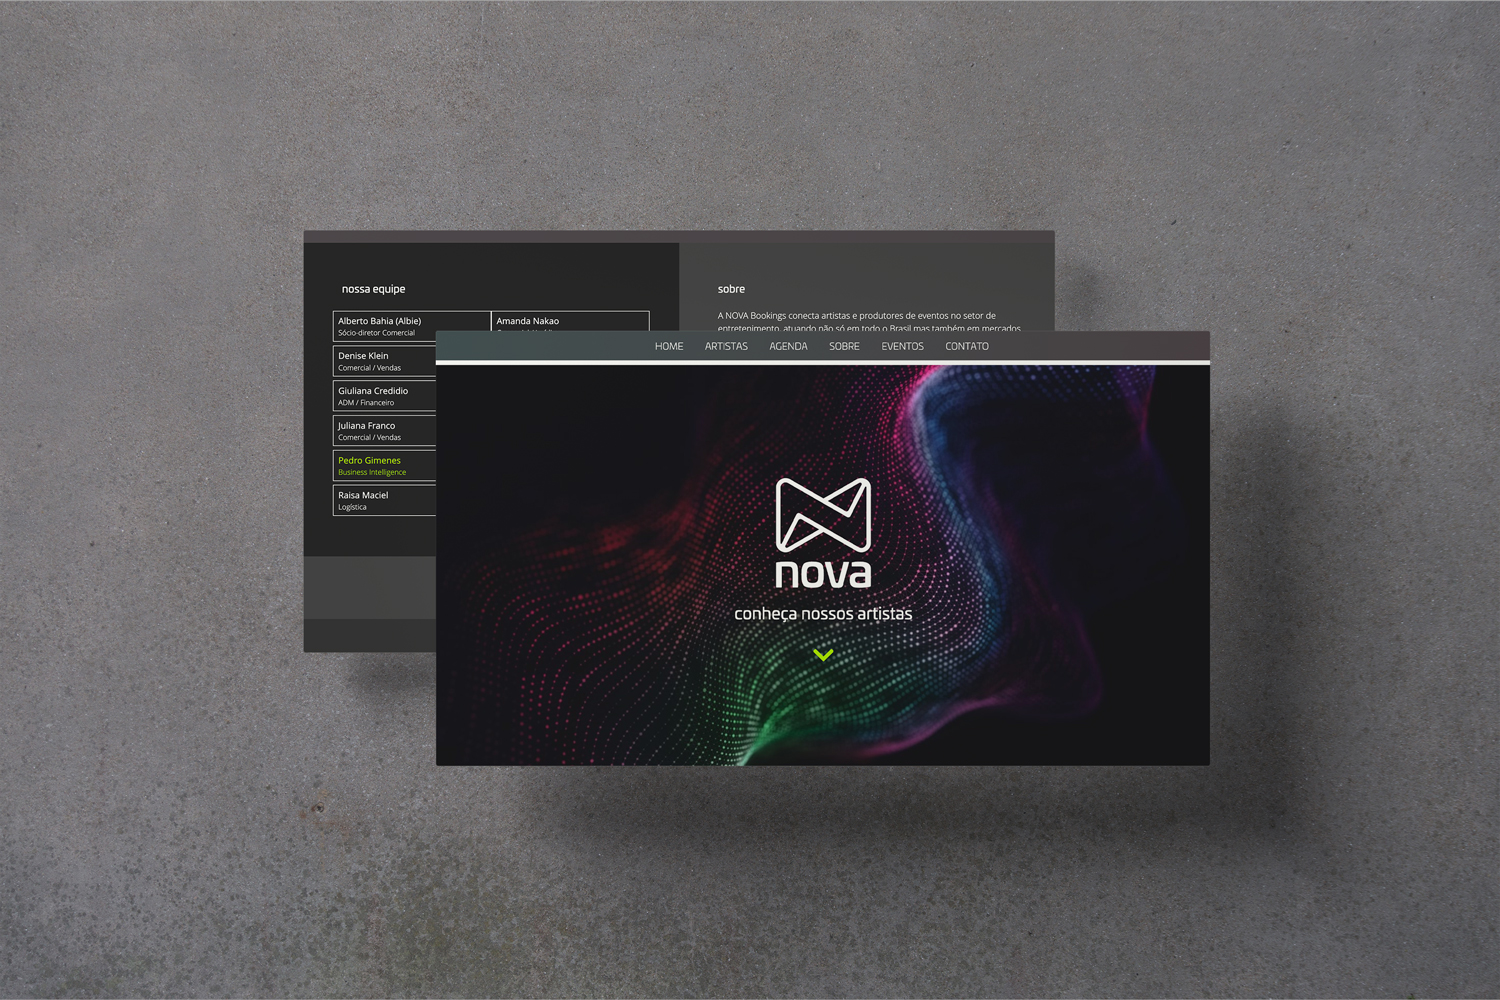 nossa equipe
Alberto Bahia (Albie)
Sócio-diretor Comercial
Amanda Nakao
Denise Klein
Comercial / Vendas
Giuliana Credidio
ADM / Financeiro
Juliana Franco
Comercial / Vendas
Pedro Gimenes
Business Intelligence
Raisa Maciel
Logística
sobre
A NOVA Bookings conecta artistas e produtores de eventos no setor de
entretenimento, atuando não só em todo o Brasil mas também em mercados
HOME ARTISTAS AGENDA SOBRE EVENTOS CONTATO
nova
conheça nossos artistas